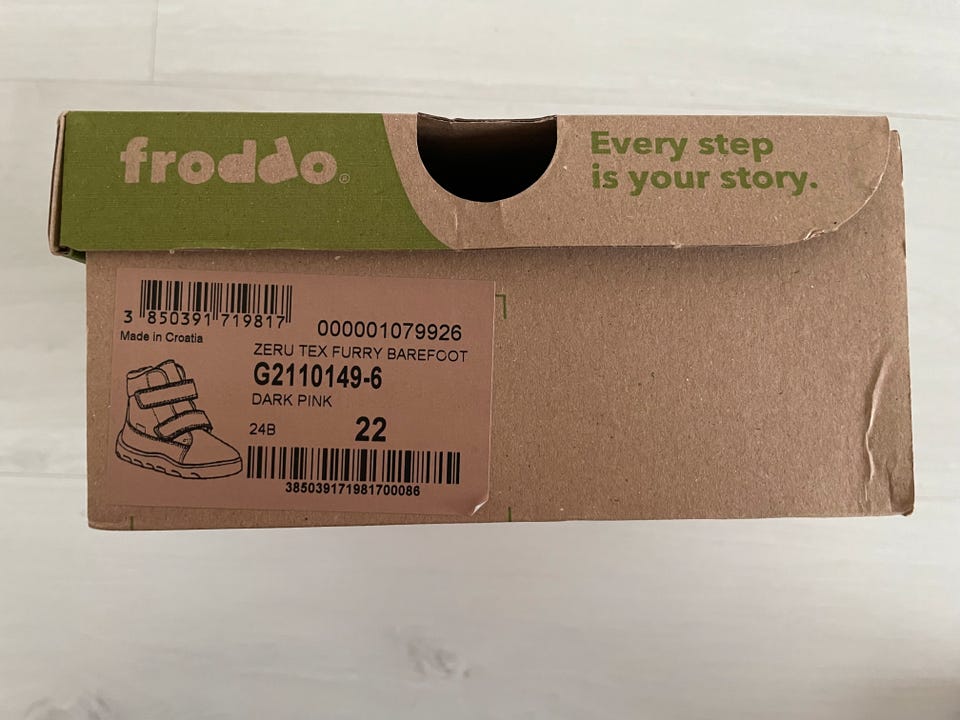 froddo®
Every step
is your story.
3 850391 719817
Made in Croatia
000001079926
ZERU TEX FURRY BAREFOOT
G2110149-6
DARK PINK
24B 22
385039171981700086